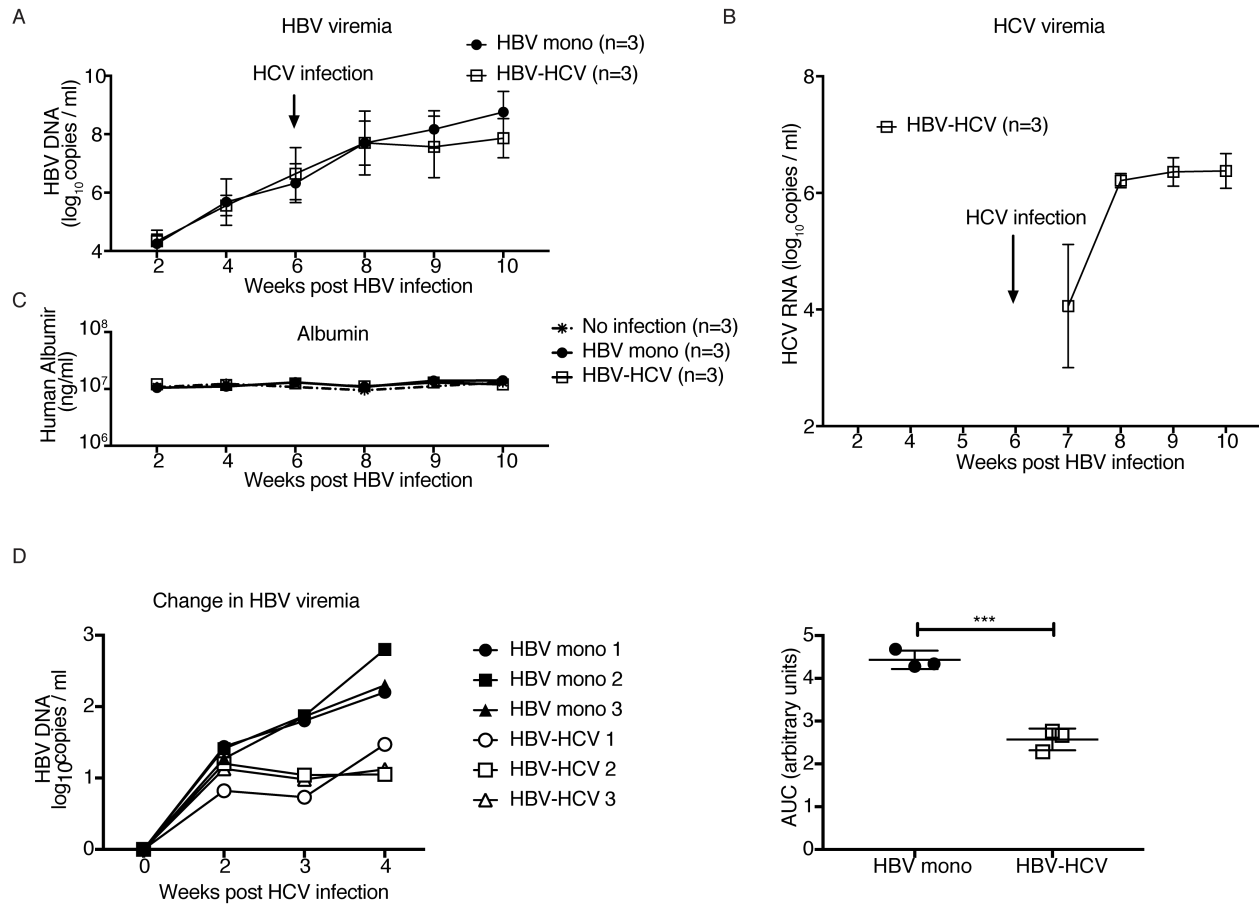 A
HBV viremia
HBV mono (n=3)
HBV-HCV (n=3)
HCV infection
HBV DNA
(log10copies / ml)
10
8
6
4
2 4 6 8 9 10
Weeks post HBV infection
B
HCV viremia
HBV-HCV (n=3)
HCV infection
HCV RNA (log10copies / ml)
8
6
4
2
2 4 5 6 7 8 9 10
Weeks post HBV infection
C
Albumin
No infection (n=3)
HBV mono (n=3)
HBV-HCV (n=3)
Human Albumir
(ng/ml)
10^8
10^7
10^6
2 4 6 8 9 10
Weeks post HBV infection
D
Change in HBV viremia
HBV DNA
log10copies / ml
3
2
1
0
0 2 3 4
Weeks post HCV infection
HBV mono 1
HBV mono 2
HBV mono 3
HBV-HCV 1
HBV-HCV 2
HBV-HCV 3
***
AUC (arbitrary units)
5
4
3
2
1
0
HBV mono HBV-HCV